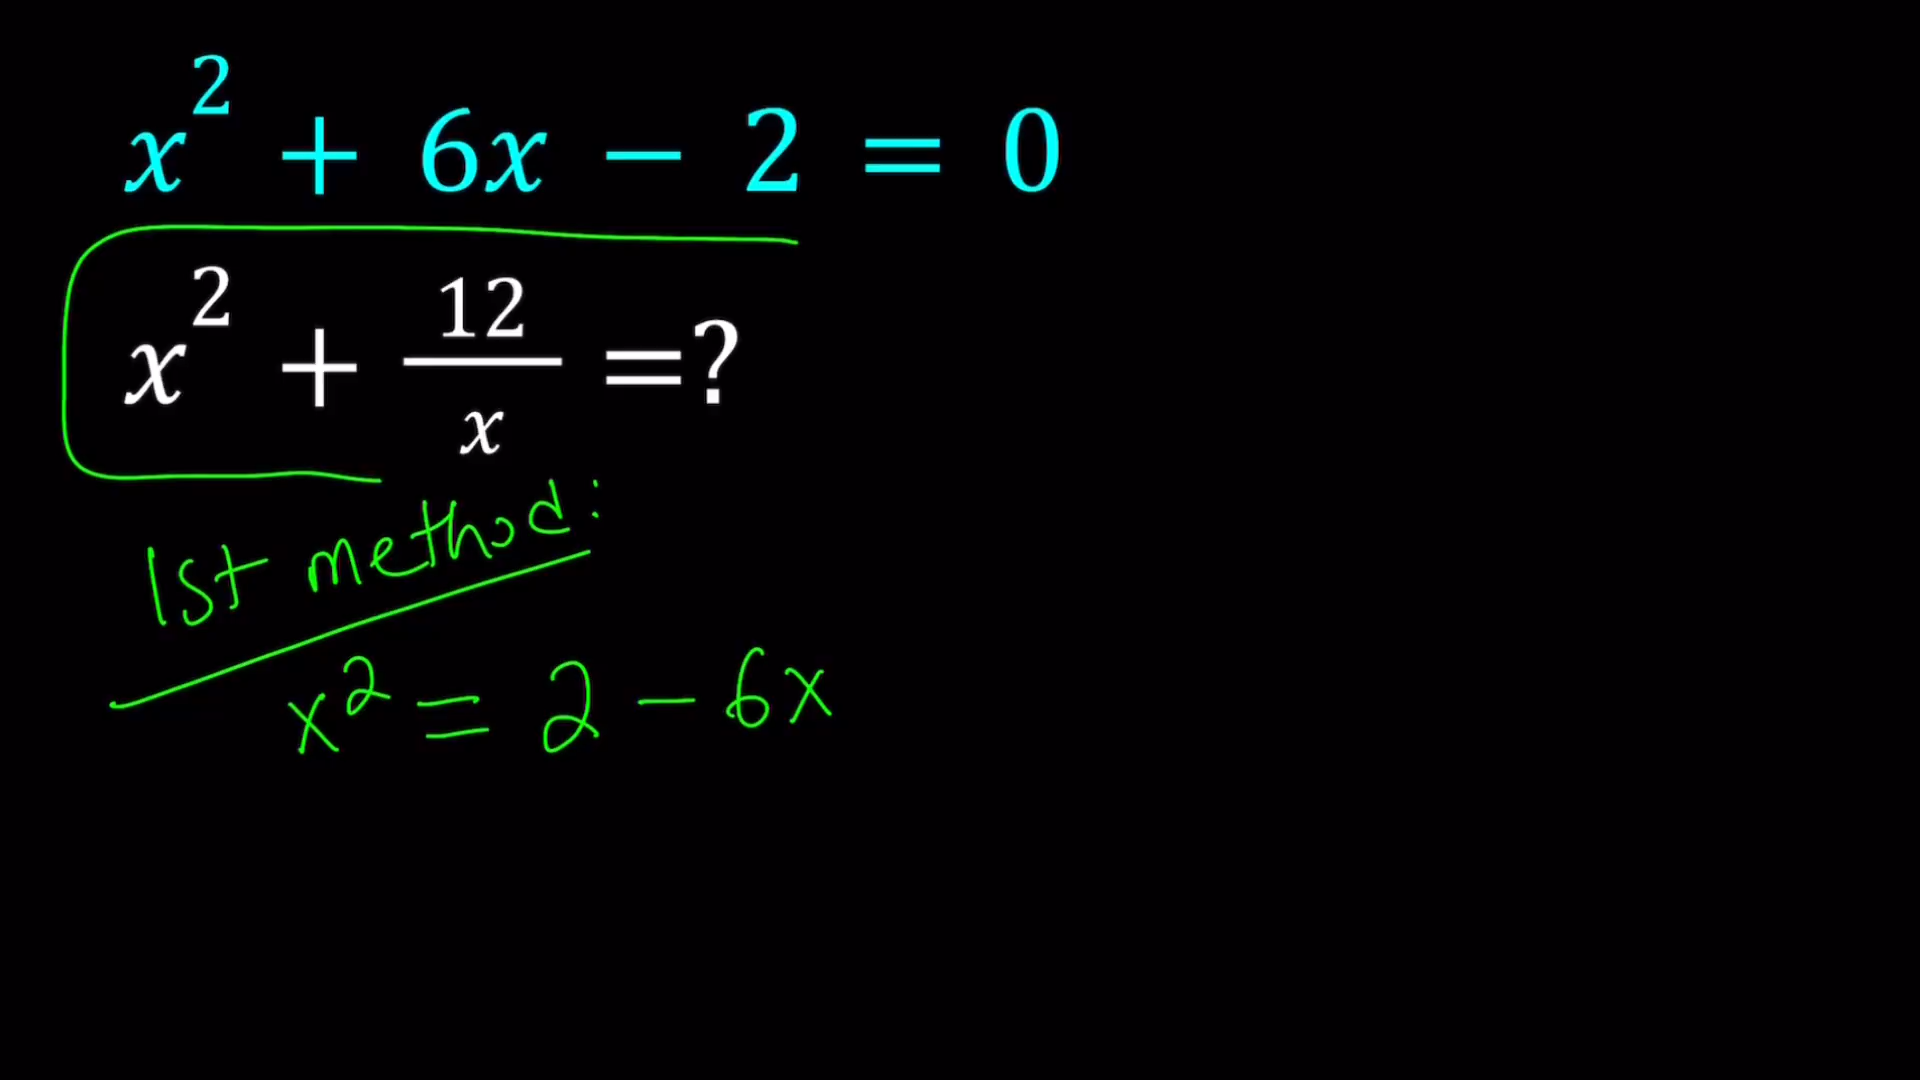 x² + 6x − 2 = 0
x² + 12/x =?
1st method:
x² = 2 − 6x